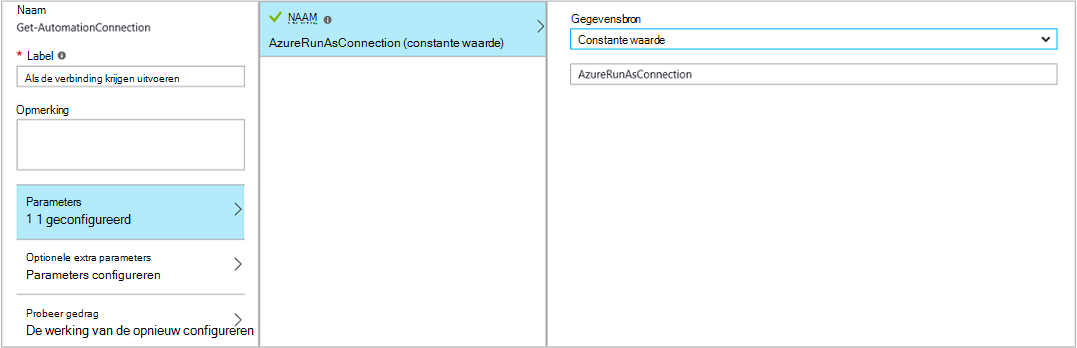 Naam
Get-AutomationConnection
* Label
Als de verbinding krijgen uitvoeren
Opmerking
Parameters
1 1 geconfigureerd
Optionele extra parameters
Parameters configureren
Probeer gedrag
De werking van de opnieuw configureren
NAAM
AzureRunAsConnection (constante waarde)
Gegevensbron
Constante waarde
AzureRunAsConnection